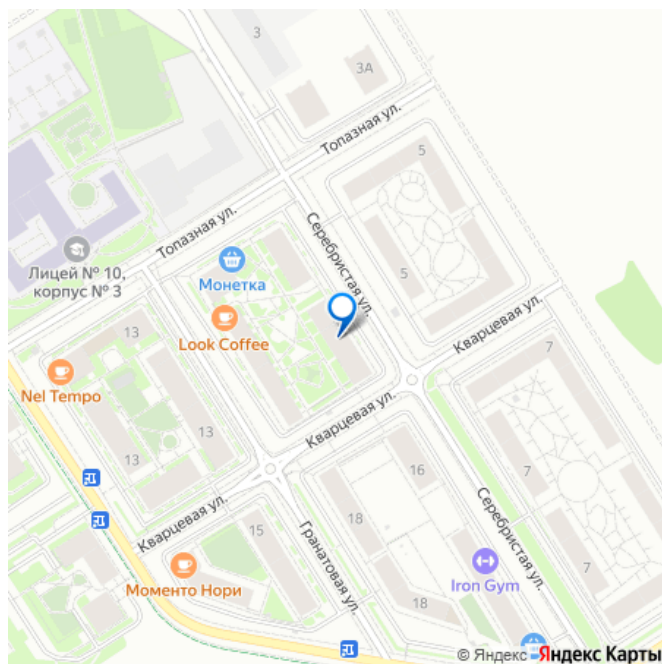 3
3А
Топазная ул.
5
Топазная ул.
Серебристая ул.
Лицей № 10,
корпус № 3
Монетка
5
Кварцевая ул.
Look Coffee
13
7
Nel Tempo
Кварцевая ул.
13
13
16
7
Кварцевая ул.
15
18
Гранатовая ул.
Серебристая ул.
Моменто Нори
Iron Gym
7
18
© Яндекс Яндекс Карты